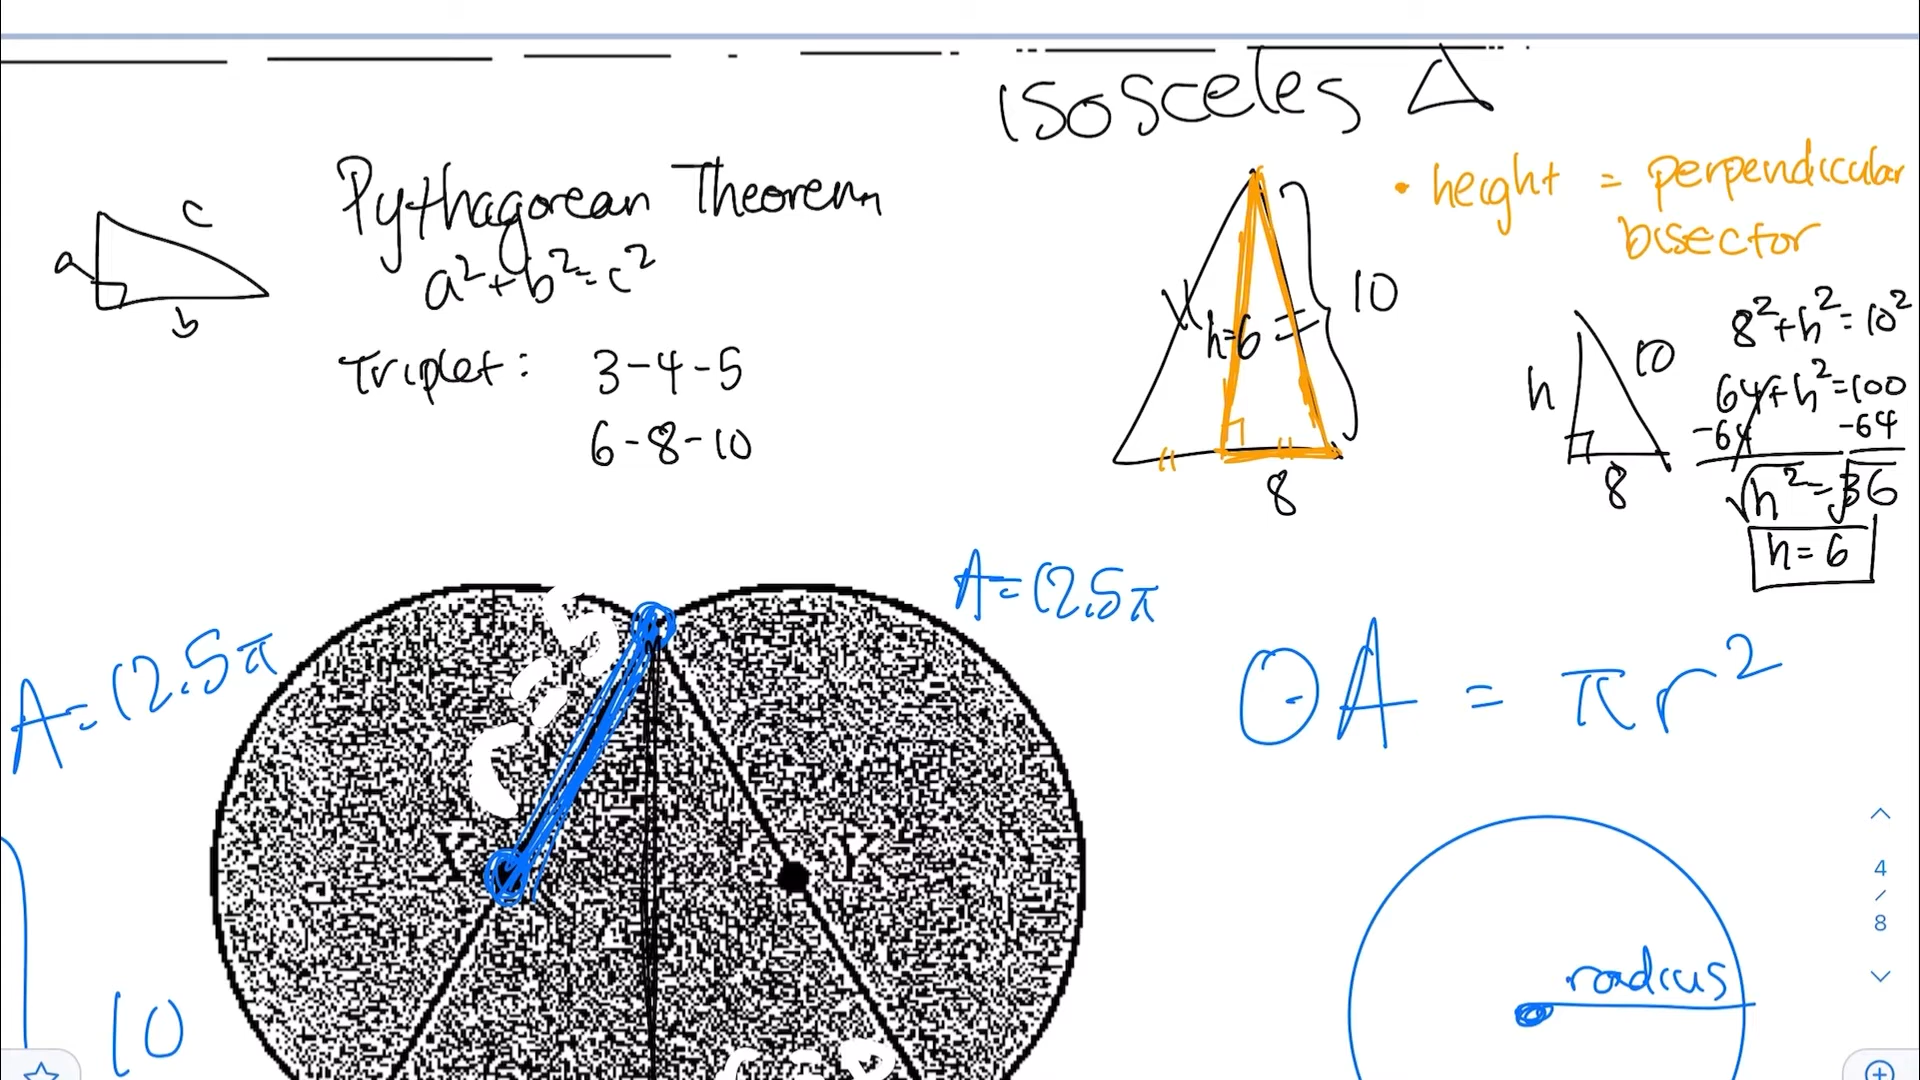 isosceles Δ
Pythagorean Theorem
a²+b²=c²
c
a
b
Triplet: 3-4-5
6-8-10
• height = perpendicular
bisector
h=6
10
8
h
10
8
8²+h²=10²
64+h²=100
-64 -64
√h²=√36
h=6
A=12.5π
A=12.5π
r=5
X
Y
10
⊙A = πr²
radius
4
/
8